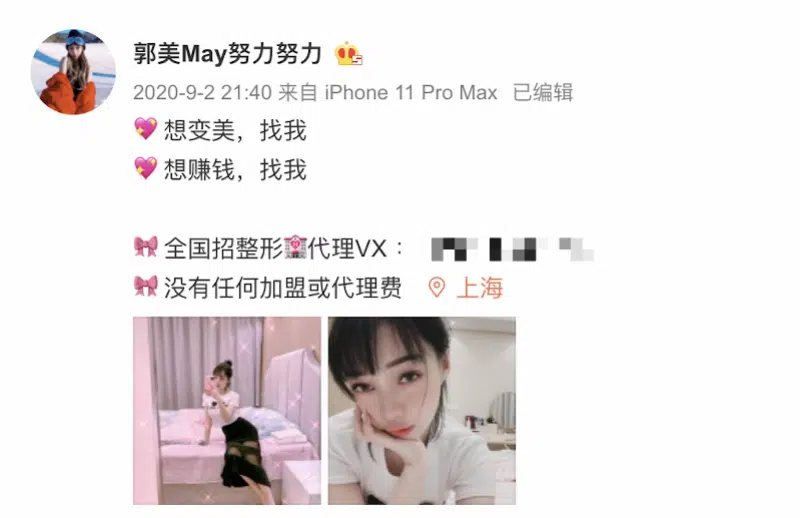 郭美May努力努力
2020-9-2 21:40 来自 iPhone 11 Pro Max 已编辑
💖 想变美，找我
💖 想赚钱，找我
🎀 全国招整形🏩代理VX：
🎀 没有任何加盟或代理费 上海